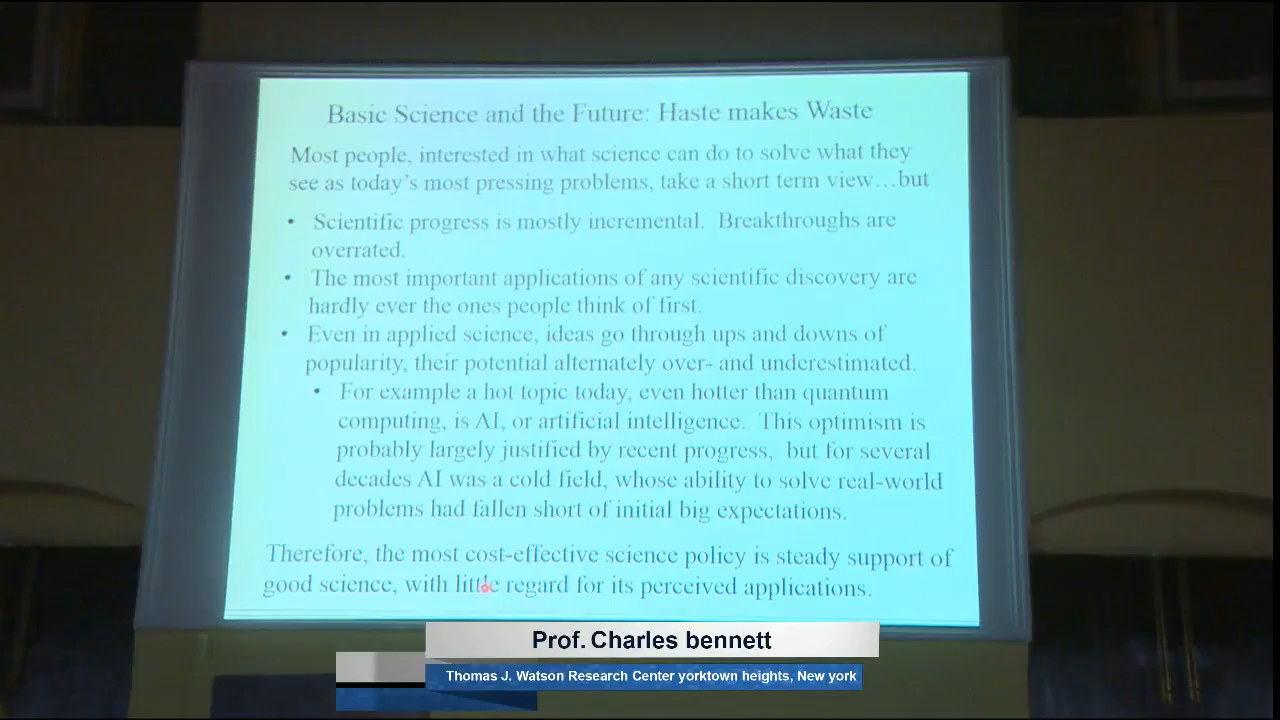 Basic Science and the Future: Haste makes Waste
Most people, interested in what science can do to solve what they
see as today's most pressing problems, take a short term view…but
• Scientific progress is mostly incremental. Breakthroughs are
overrated.
• The most important applications of any scientific discovery are
hardly ever the ones people think of first.
• Even in applied science, ideas go through ups and downs of
popularity, their potential alternately over- and underestimated.
• For example a hot topic today, even hotter than quantum
computing, is AI, or artificial intelligence. This optimism is
probably largely justified by recent progress, but for several
decades AI was a cold field, whose ability to solve real-world
problems had fallen short of initial big expectations.
Therefore, the most cost-effective science policy is steady support of
good science, with little regard for its perceived applications.
Prof. Charles bennett
Thomas J. Watson Research Center yorktown heights, New york